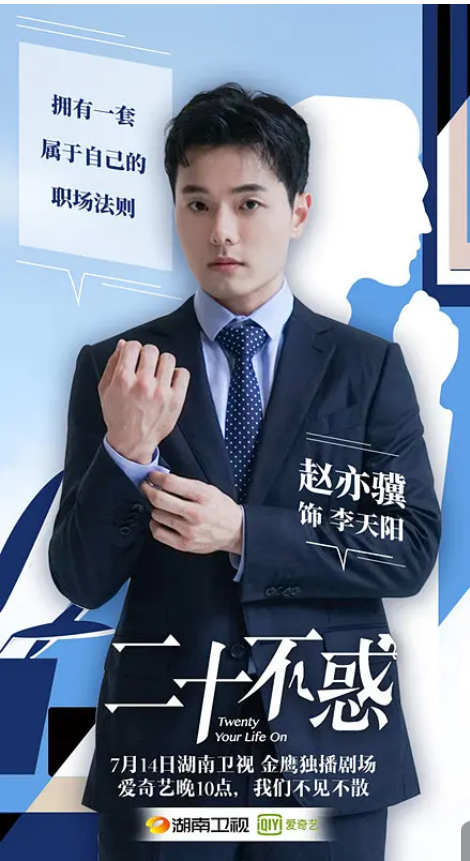 拥有一套
属于自己的
职场法则
赵亦骥
饰 李天阳
二十不惑
Twenty
Your Life On
7月14日湖南卫视 金鹰独播剧场
爱奇艺晚10点，我们不见不散
湖南卫视 iQIYI 爱奇艺